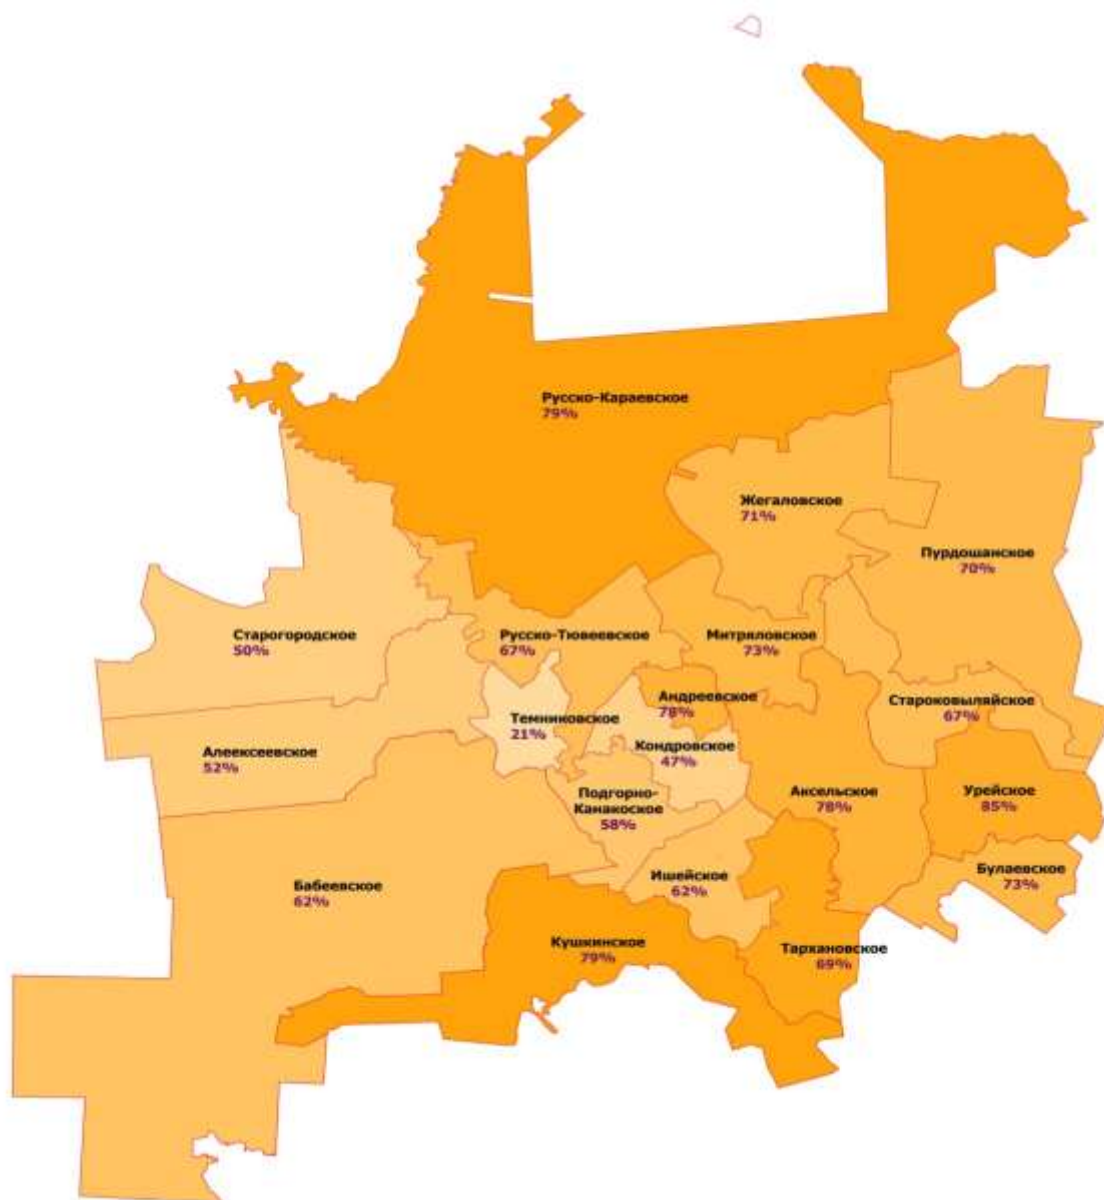 Русско-Караевское
79%
Жегаловское
71%
Пурдошанское
70%
Старогородское
50%
Русско-Тювеевское
67%
Митряловское
73%
Андреевское
78%
Староковыляйское
67%
Темниковское
21%
Кондровское
47%
Алеексеевское
52%
Подгорно-
Канакоское
58%
Аксельское
78%
Урейское
85%
Бабеевское
62%
Ишейское
62%
Булаевское
73%
Кушкинское
79%
Тархановское
69%